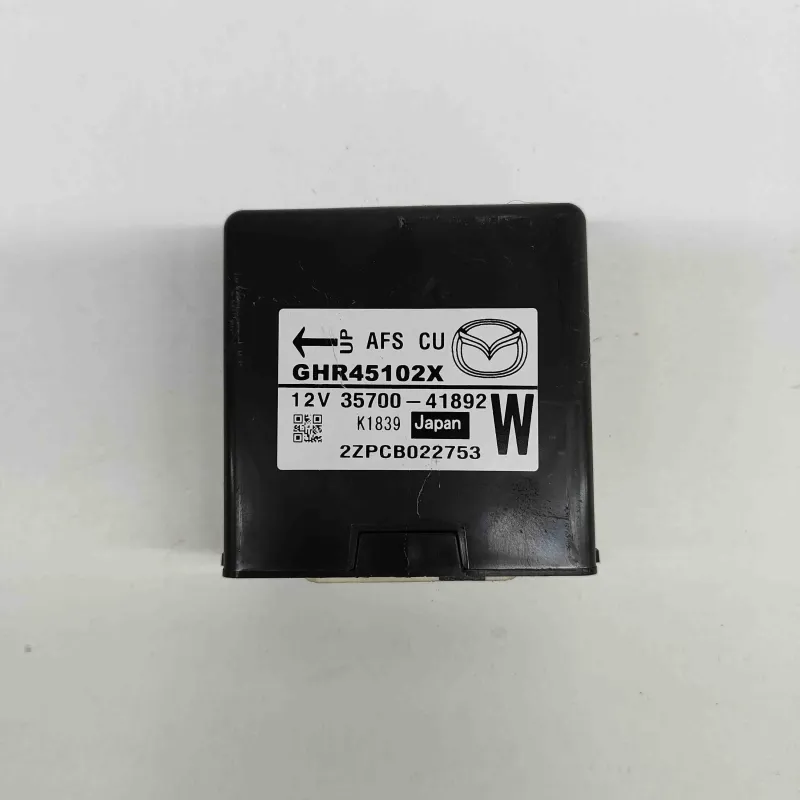 UP AFS CU
GHR45102X
12V 35700-41892
K1839 Japan W
2ZPCB022753